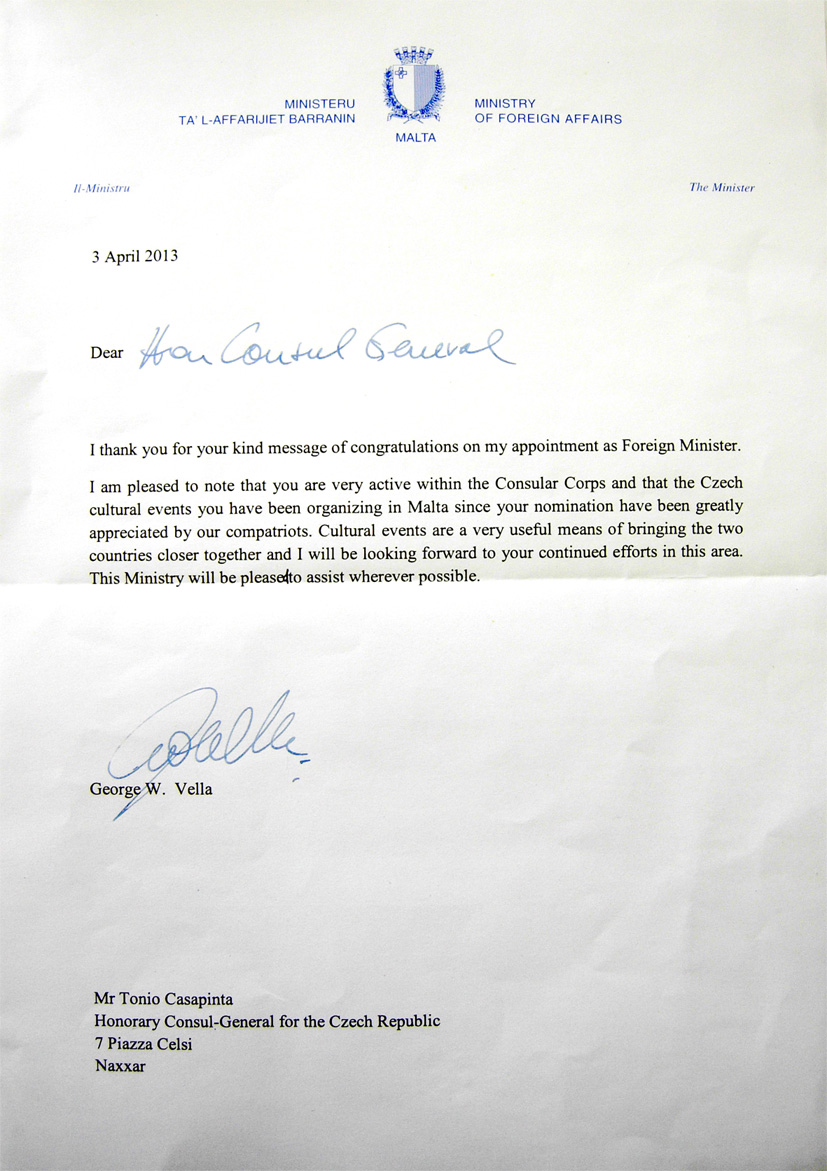 MINISTERU
TA' L-AFFARIJIET BARRANIN
MINISTRY
OF FOREIGN AFFAIRS
MALTA
Il-Ministru
The Minister
3 April 2013
Dear Hon Consul General
I thank you for your kind message of congratulations on my appointment as Foreign Minister.
I am pleased to note that you are very active within the Consular Corps and that the Czech
cultural events you have been organizing in Malta since your nomination have been greatly
appreciated by our compatriots. Cultural events are a very useful means of bringing the two
countries closer together and I will be looking forward to your continued efforts in this area.
This Ministry will be pleased to assist wherever possible.
George W. Vella
Mr Tonio Casapinta
Honorary Consul-General for the Czech Republic
7 Piazza Celsi
Naxxar